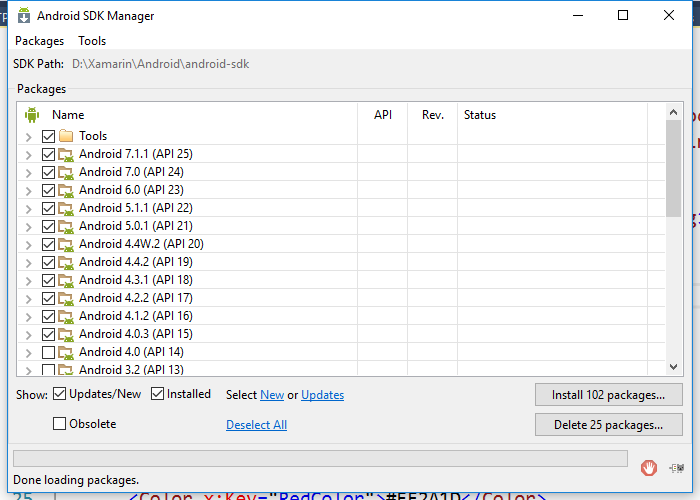 Android SDK Manager
Packages Tools
SDK Path: D:\Xamarin\Android\android-sdk
Packages
Name API Rev. Status
Tools
Android 7.1.1 (API 25)
Android 7.0 (API 24)
Android 6.0 (API 23)
Android 5.1.1 (API 22)
Android 5.0.1 (API 21)
Android 4.4W.2 (API 20)
Android 4.4.2 (API 19)
Android 4.3.1 (API 18)
Android 4.2.2 (API 17)
Android 4.1.2 (API 16)
Android 4.0.3 (API 15)
Android 4.0 (API 14)
Android 3.2 (API 13)
Show: Updates/New Installed Select New or Updates Install 102 packages...
Obsolete Deselect All Delete 25 packages...
Done loading packages.
25 <Color x:Key="RedColor">#FF2A1D</Color>